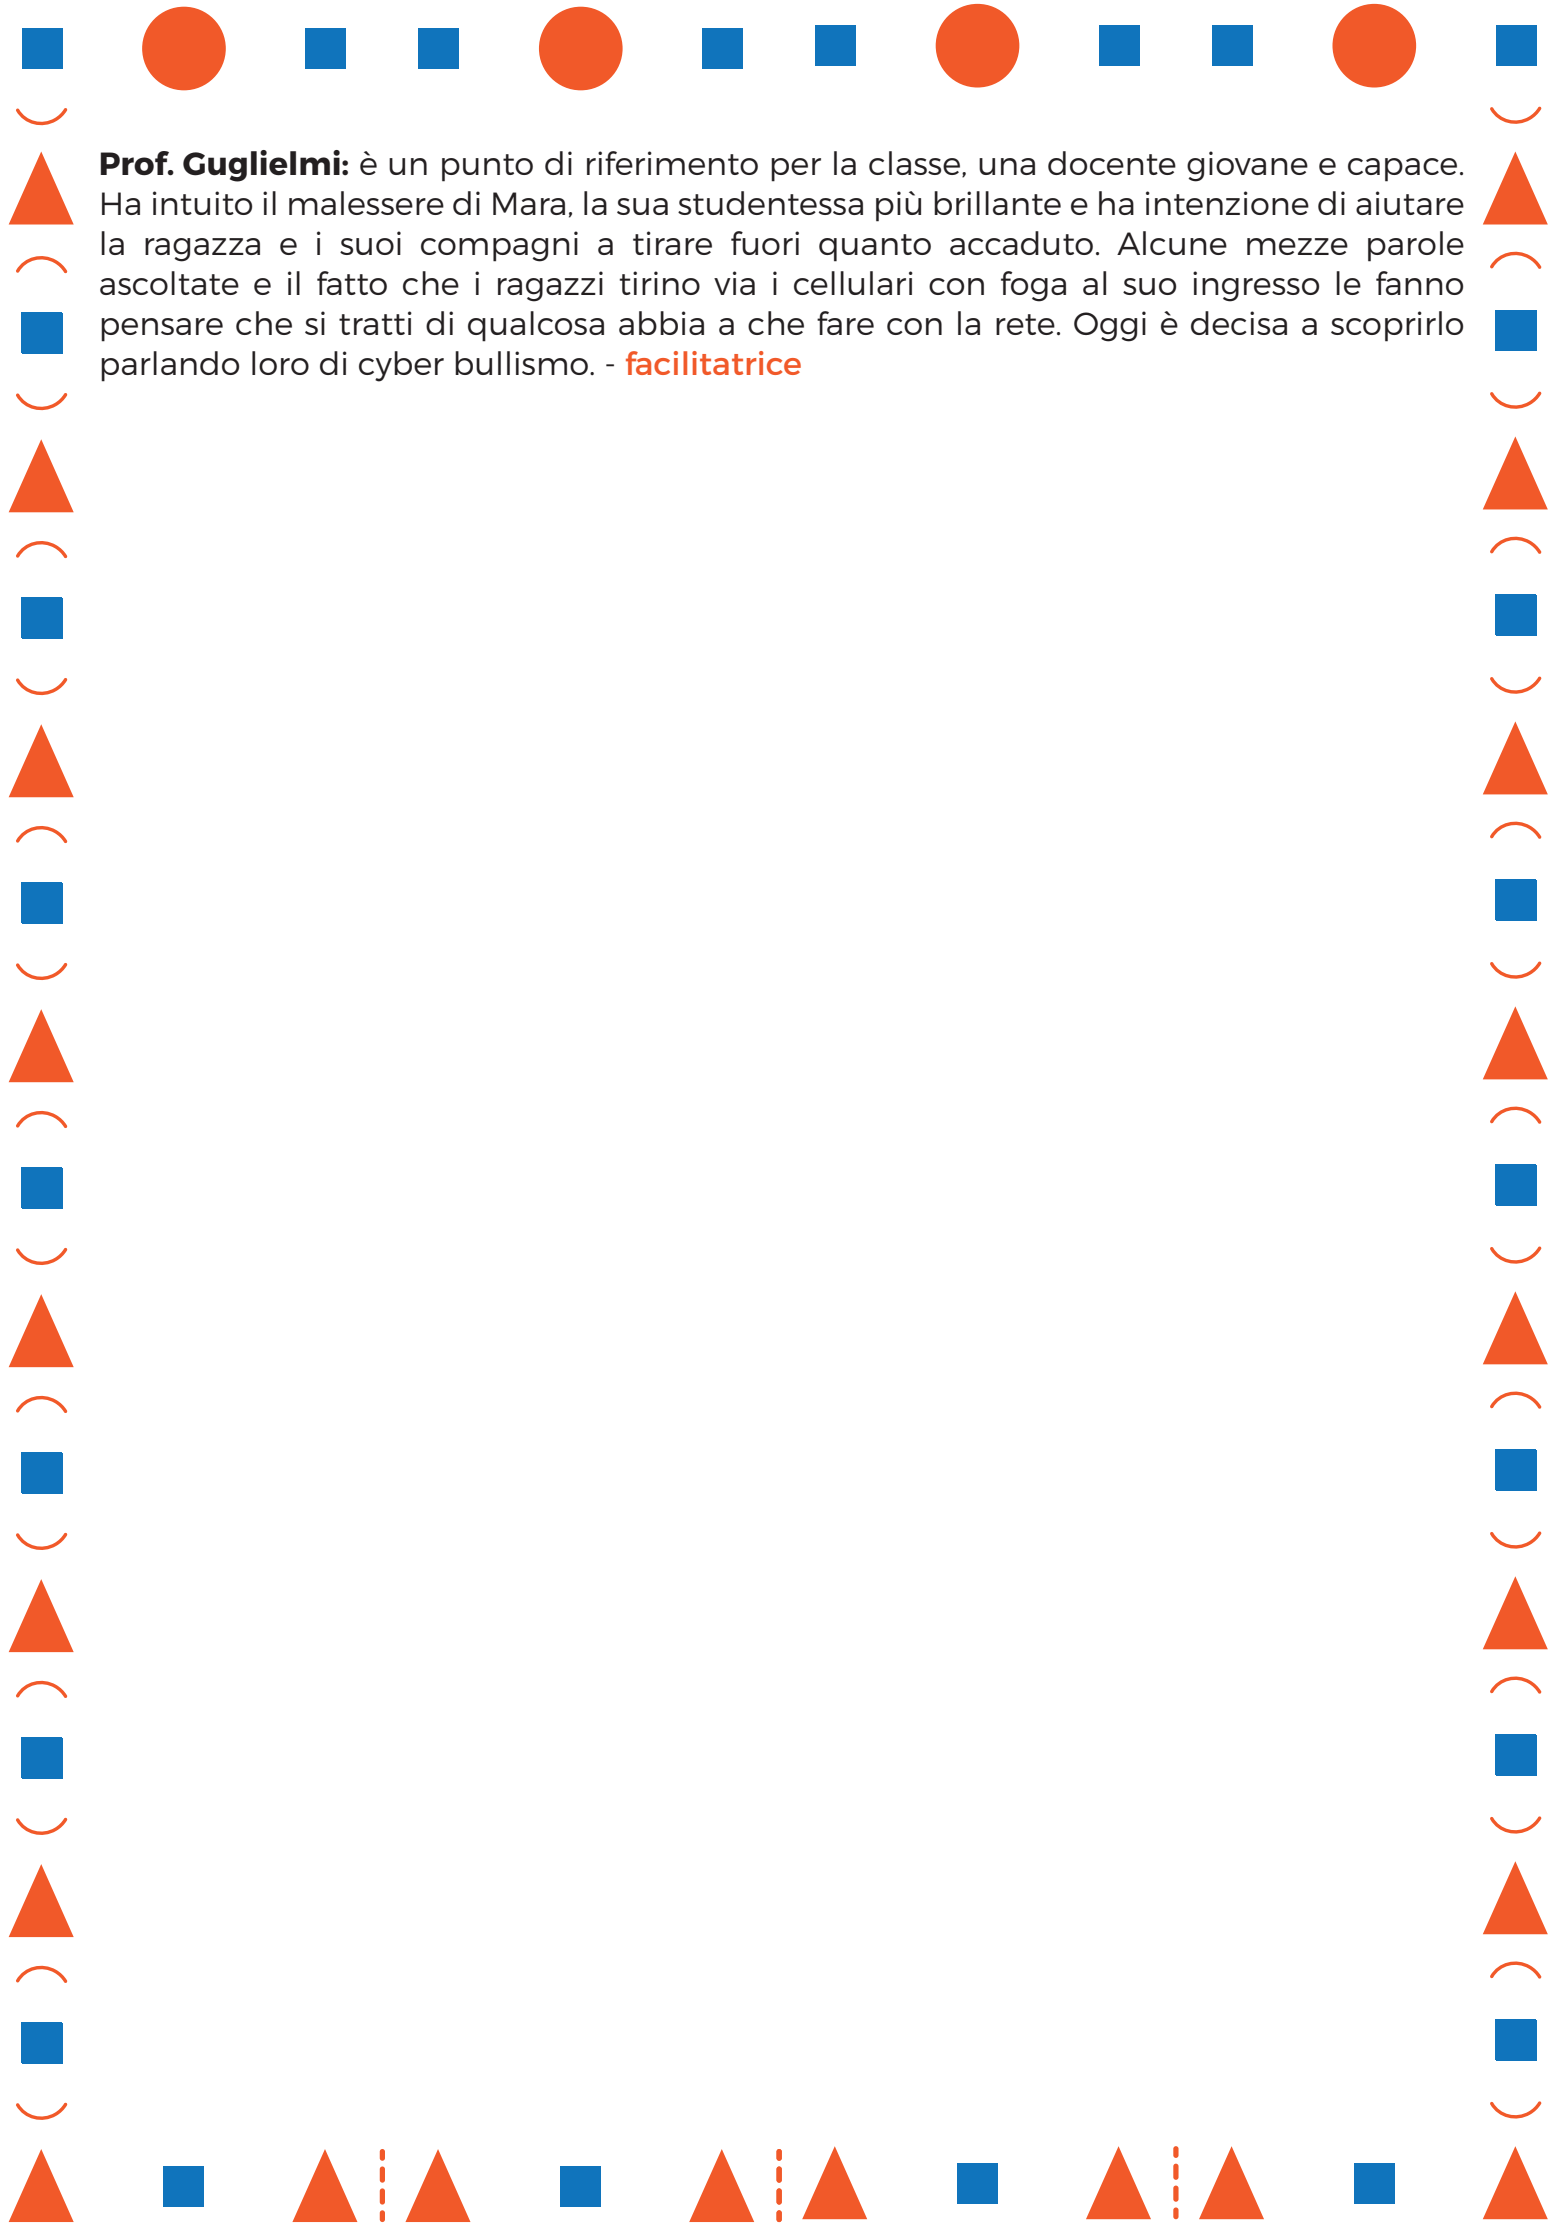 Prof. Guglielmi: è un punto di riferimento per la classe, una docente giovane e capace.
Ha intuito il malessere di Mara, la sua studentessa più brillante e ha intenzione di aiutare
la ragazza e i suoi compagni a tirare fuori quanto accaduto. Alcune mezze parole
ascoltate e il fatto che i ragazzi tirino via i cellulari con foga al suo ingresso le fanno
pensare che si tratti di qualcosa abbia a che fare con la rete. Oggi è decisa a scoprirlo
parlando loro di cyber bullismo. - facilitatrice